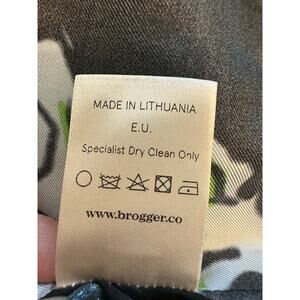 MADE IN LITHUANIA
E.U.
Specialist Dry Clean Only
www.brogger.co